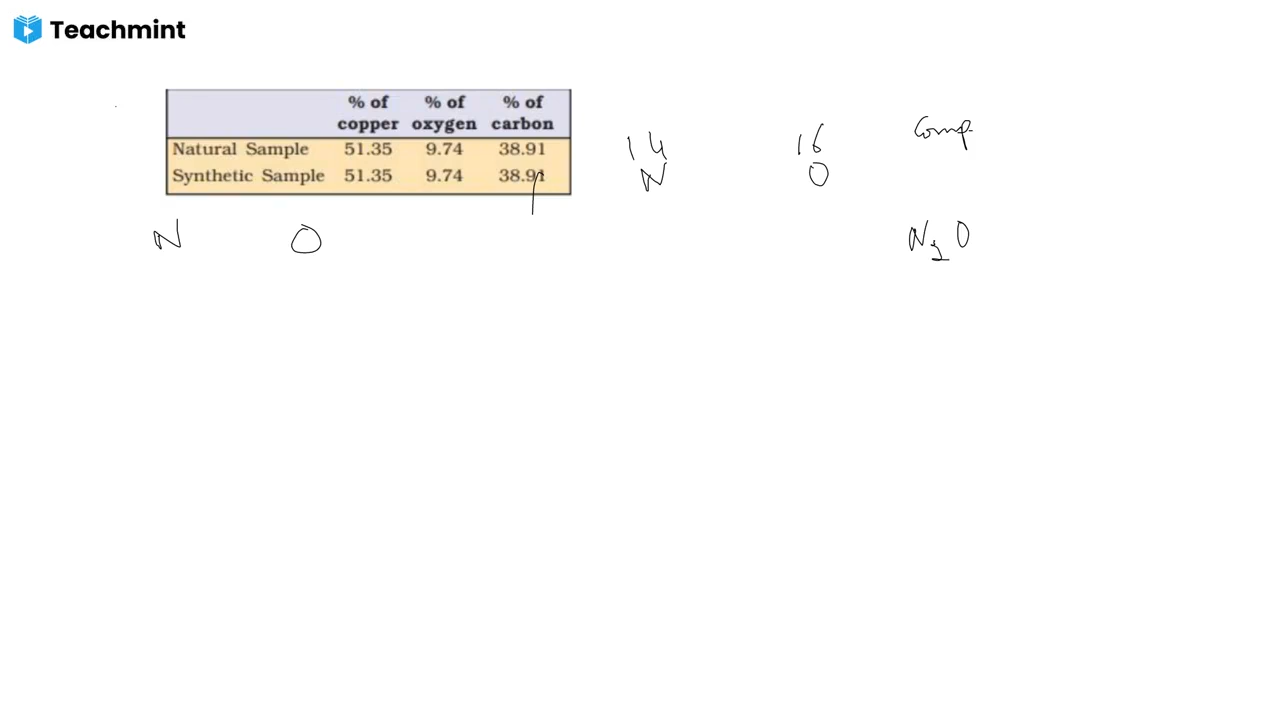 Teachmint
% of copper % of oxygen % of carbon
Natural Sample 51.35 9.74 38.91
Synthetic Sample 51.35 9.74 38.91
14 16 Comp.
N O
N O N2O